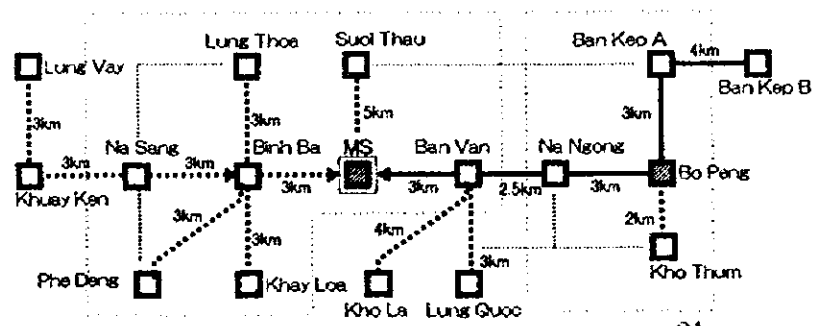 Lung Thoa
Suoi Thau
Ban Keo A
4km
Lung Vay
Ban Kep B
3km
3km
5km
3km
Na Sang
Binh Ba
MS
Ban Van
Na Ngong
3km
3km
3km
3km
2.5km
3km
Bo Peng
Khuay Ken
3km
3km
4km
3km
2km
Phe Deng
Khay Loa
Kho La
Lung Quoc
Kho Thum